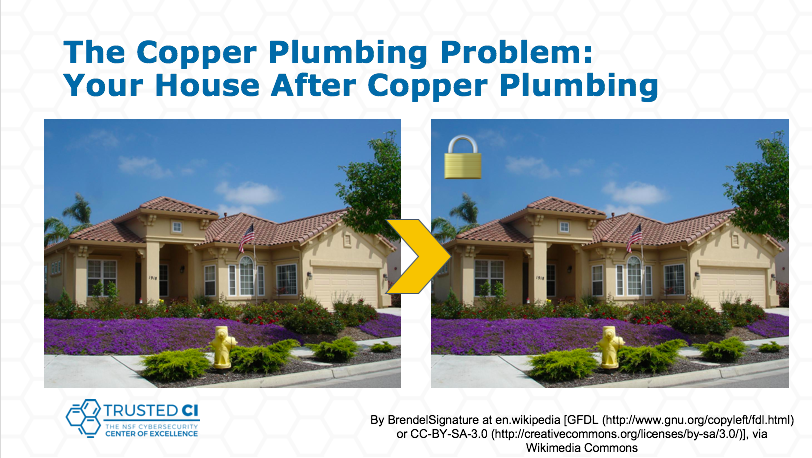 The Copper Plumbing Problem:
Your House After Copper Plumbing
TRUSTED CI
THE NSF CYBERSECURITY
CENTER OF EXCELLENCE
By BrendelSignature at en.wikipedia [GFDL (http://www.gnu.org/copyleft/fdl.html)
or CC-BY-SA-3.0 (http://creativecommons.org/licenses/by-sa/3.0/)], via
Wikimedia Commons